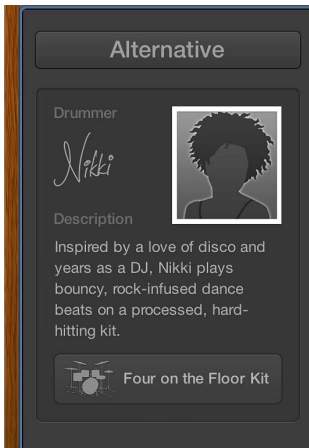 Alternative
Drummer
Nikki
Description
Inspired by a love of disco and
years as a DJ, Nikki plays
bouncy, rock-infused dance
beats on a processed, hard-
hitting kit.
Four on the Floor Kit